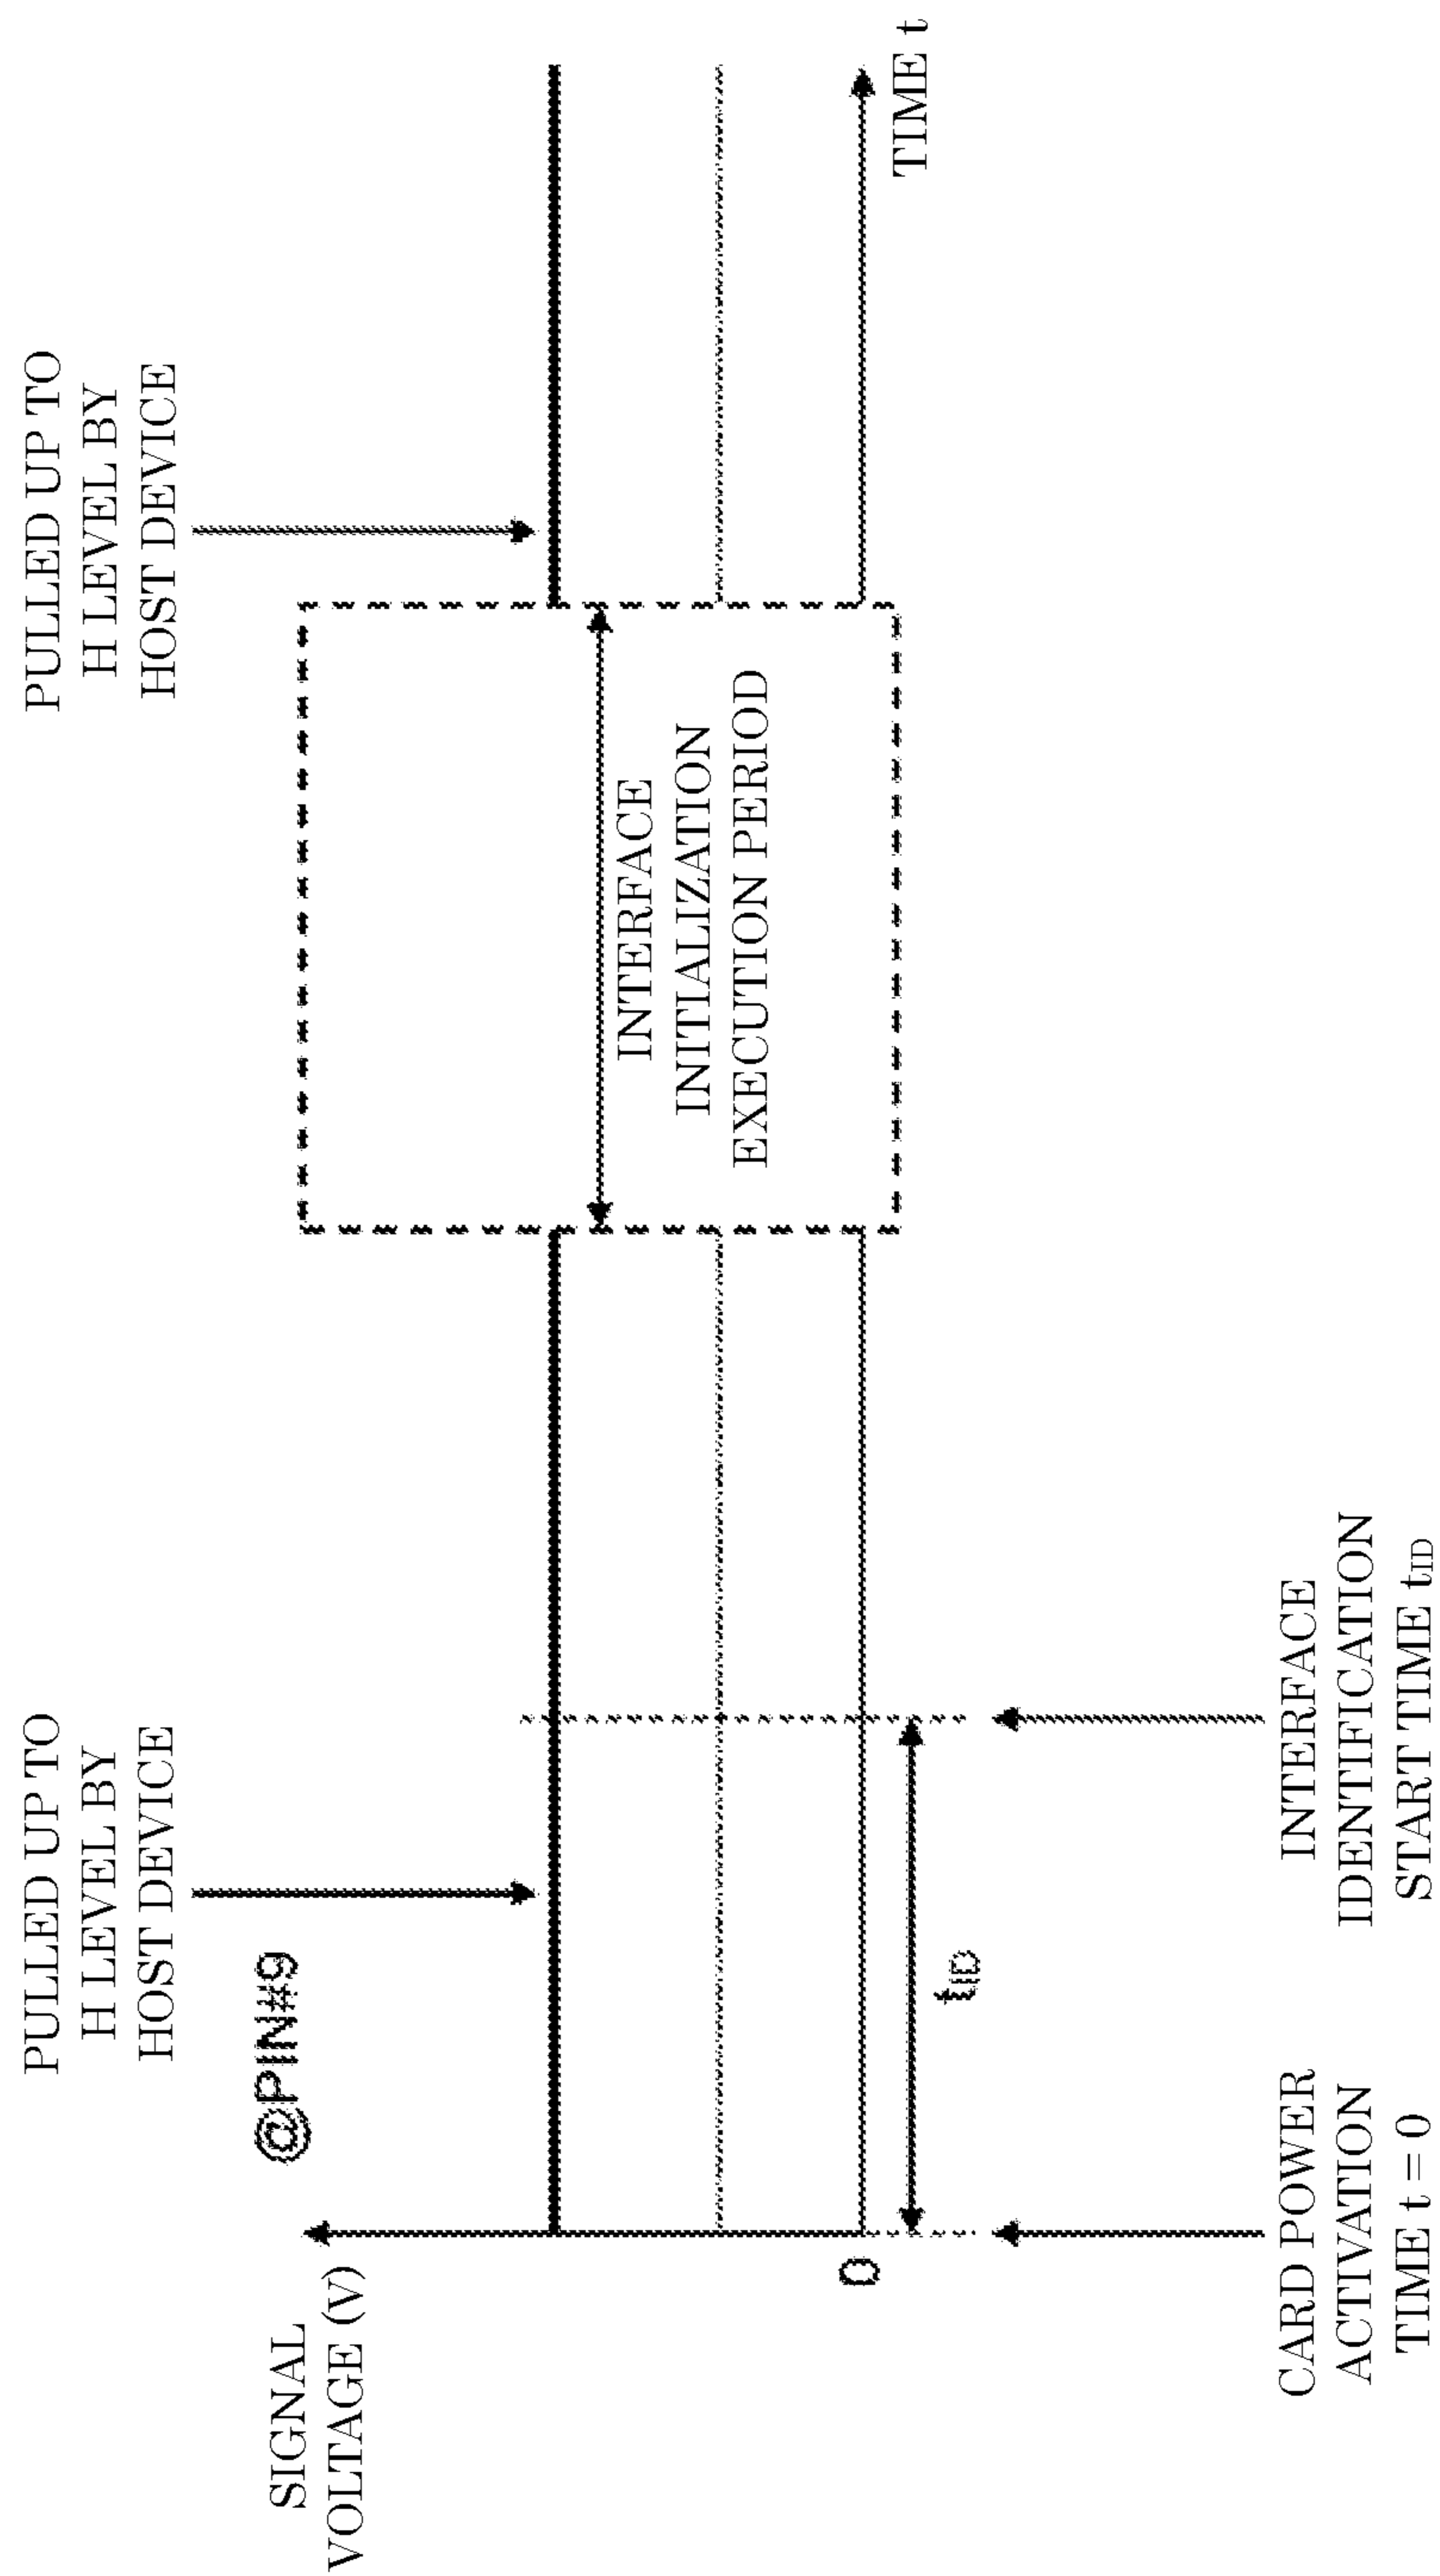 SIGNAL
VOLTAGE (V)
@PIN#9
PULLED UP TO
H LEVEL BY
HOST DEVICE
PULLED UP TO
H LEVEL BY
HOST DEVICE
INTERFACE
INITIALIZATION
EXECUTION PERIOD
0
TIME t
tID
CARD POWER
ACTIVATION
TIME t = 0
INTERFACE
IDENTIFICATION
START TIME tID